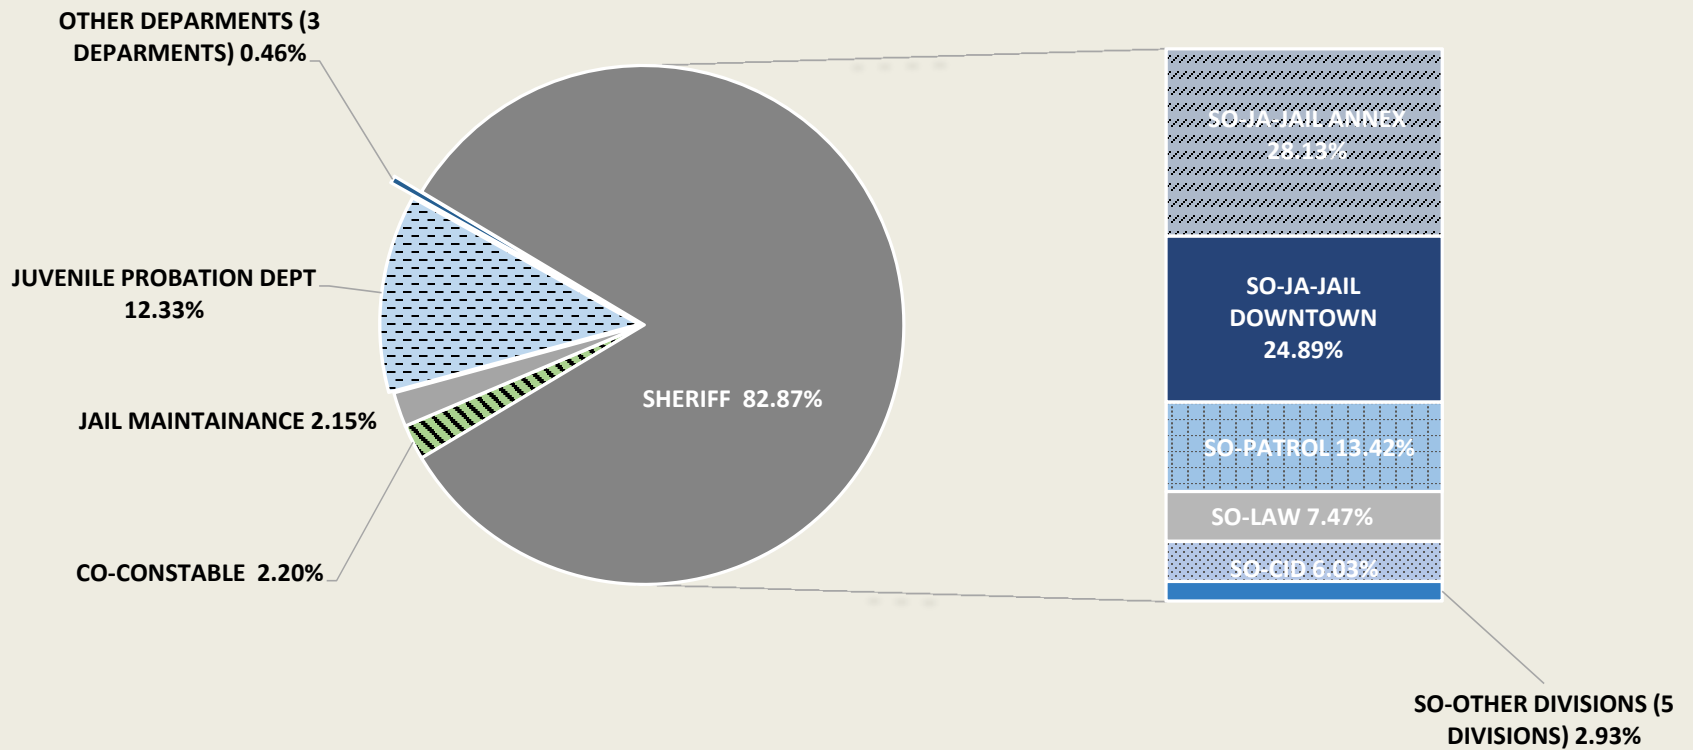 OTHER DEPARMENTS (3
DEPARMENTS) 0.46%
JUVENILE PROBATION DEPT
12.33%
JAIL MAINTAINANCE 2.15%
CO-CONSTABLE  2.20%
SHERIFF  82.87%
SO-JA-JAIL ANNEX
28.13%
SO-JA-JAIL
DOWNTOWN
24.89%
SO-PATROL 13.42%
SO-LAW 7.47%
SO-CID 6.03%
SO-OTHER DIVISIONS (5
DIVISIONS) 2.93%